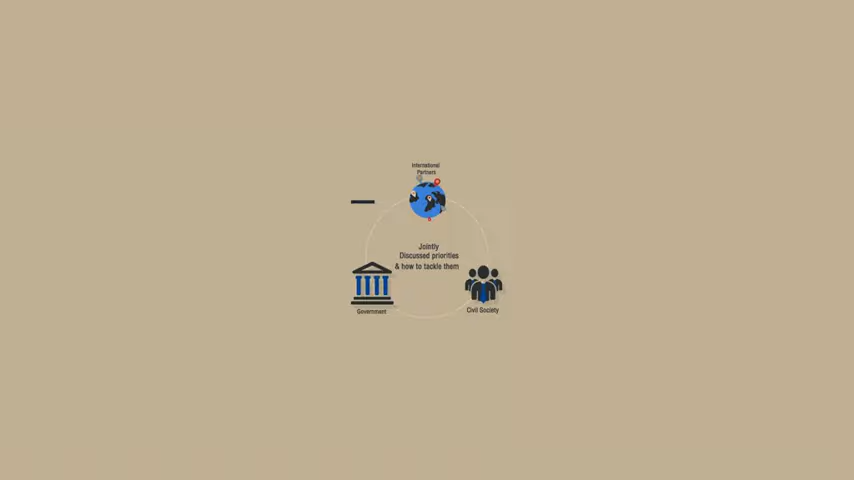 International
Partners
Jointly
Discussed priorities
& how to tackle them
Government
Civil Society